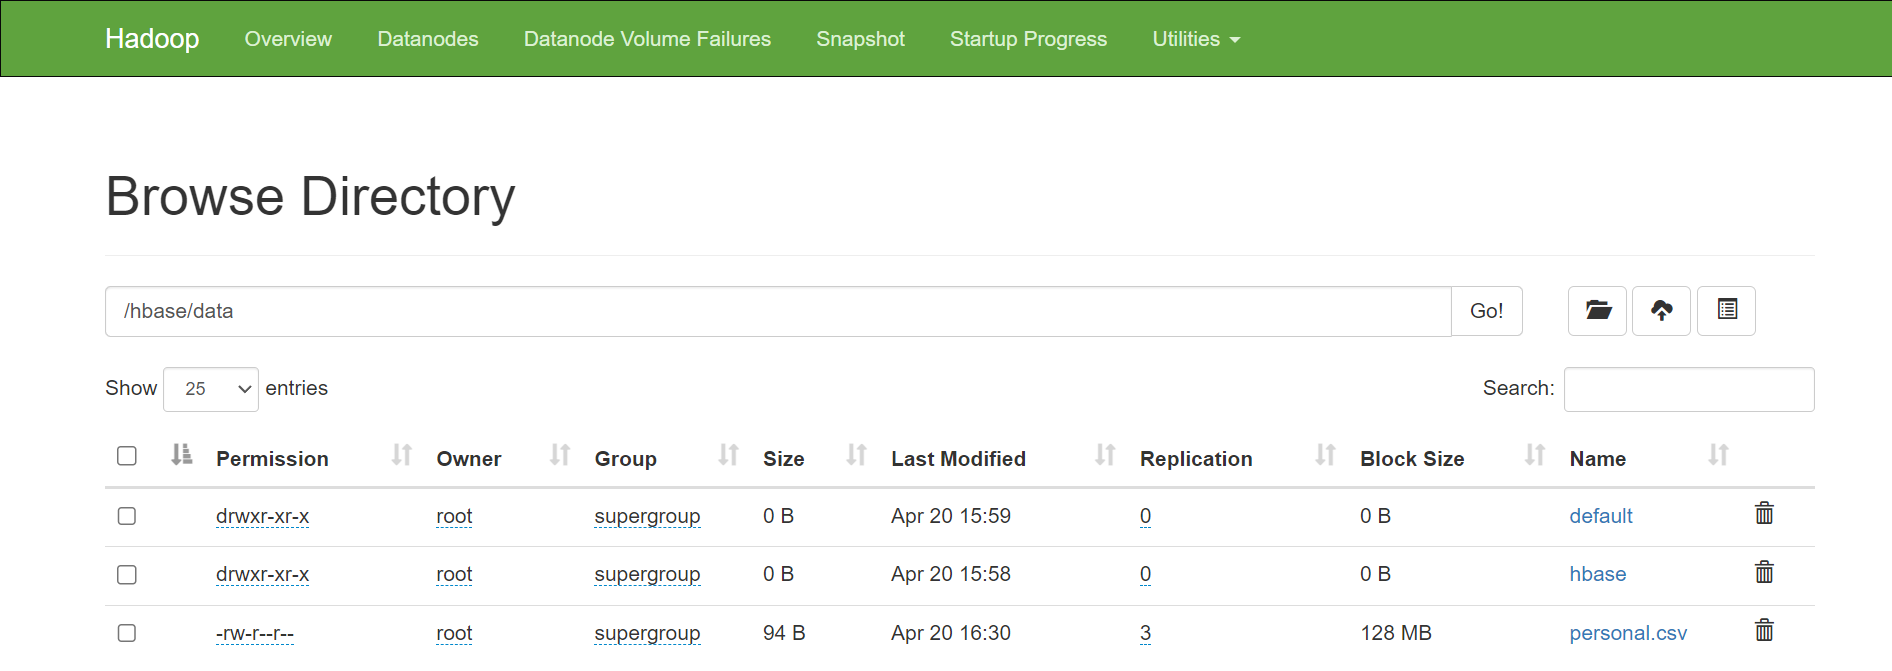 Hadoop Overview Datanodes Datanode Volume Failures Snapshot Startup Progress Utilities
Browse Directory
/hbase/data Go!
Show 25 entries Search:
Permission Owner Group Size Last Modified Replication Block Size Name
drwxr-xr-x root supergroup 0 B Apr 20 15:59 0 0 B default
drwxr-xr-x root supergroup 0 B Apr 20 15:58 0 0 B hbase
-rw-r--r-- root supergroup 94 B Apr 20 16:30 3 128 MB personal.csv